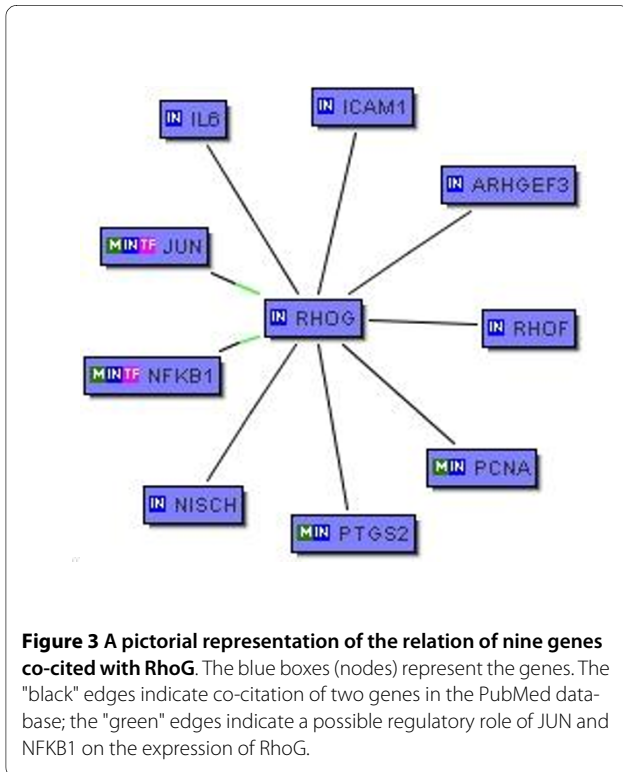 IN IL6
IN ICAM1
IN ARHGEF3
M IN TF JUN
IN RHOG
IN RHOF
M IN TF NFKB1
M IN PCNA
IN NISCH
M IN PTGS2
Figure 3 A pictorial representation of the relation of nine genes
co-cited with RhoG. The blue boxes (nodes) represent the genes. The
"black" edges indicate co-citation of two genes in the PubMed data-
base; the "green" edges indicate a possible regulatory role of JUN and
NFKB1 on the expression of RhoG.